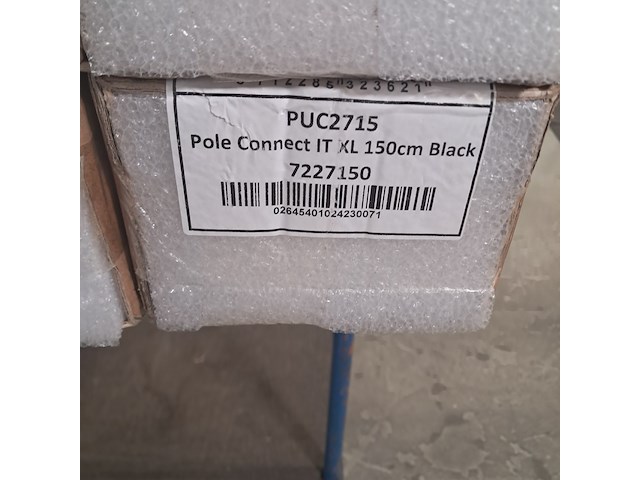 PUC2715
Pole Connect IT XL 150cm Black
7227150
02645401024230071